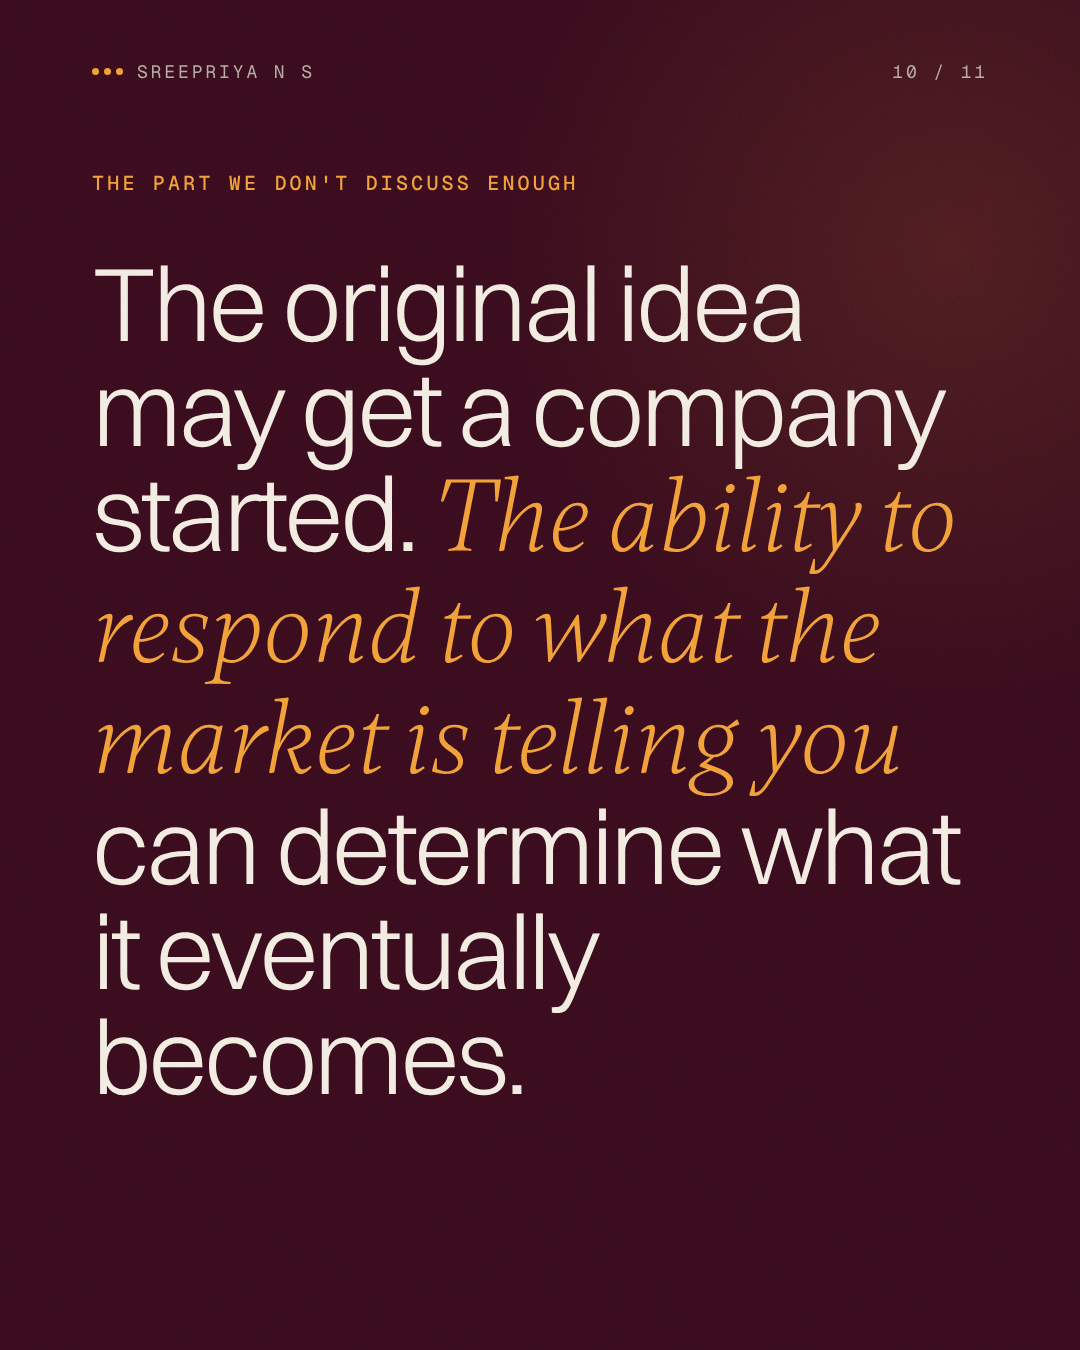 SREEPRIYA N S
10 / 11
THE PART WE DON'T DISCUSS ENOUGH
The original idea
may get a company
started. The ability to
respond to what the
market is telling you
can determine what
it eventually
becomes.